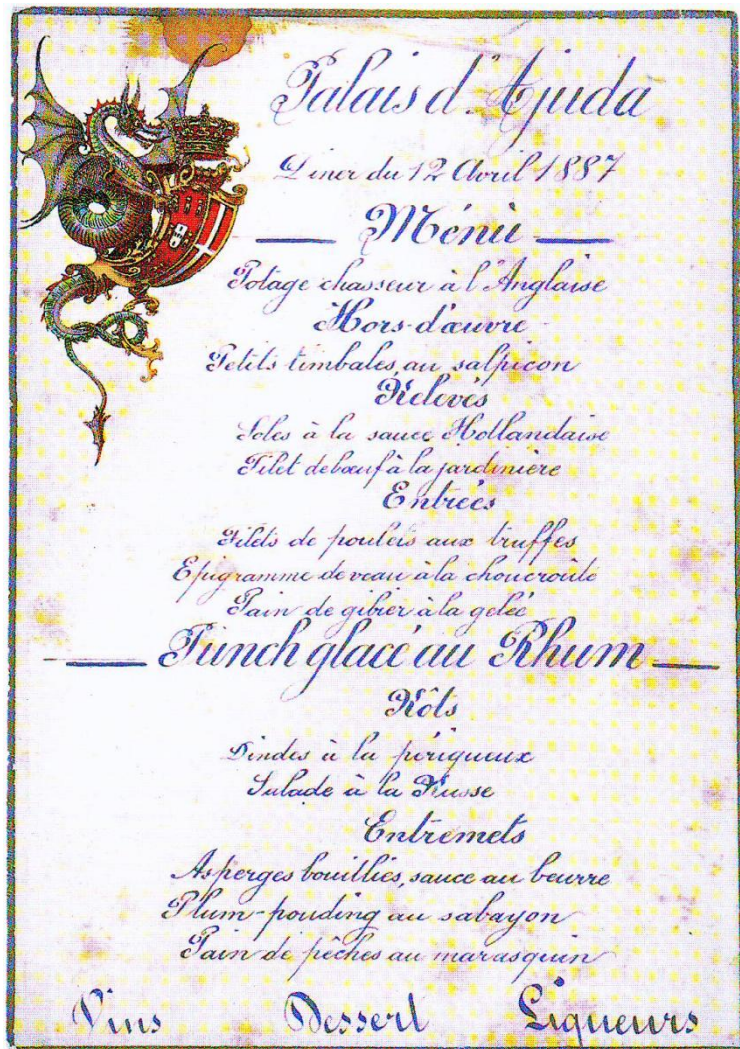 Palais d'Ajuda
Diner du 12 Avril 1887
Ménu
Potage chasseur à l'Anglaise
Hors-d'œuvre
Petits timbales au salpicon
Relevés
Soles à la sauce Hollandaise
Filet de bœuf à la jardinière
Entrées
Filets de poulets aux truffes
Epigramme de veau à la choucroûte
Pain de gibier à la gelée
Punch glacé au Rhum
Rôts
Dindes à la périgueux
Salade à la Russe
Entremets
Asperges bouillies, sauce au beurre
Plum-pouding au sabayon
Pain de pêches au marasquin
Vins Dessert Liqueurs